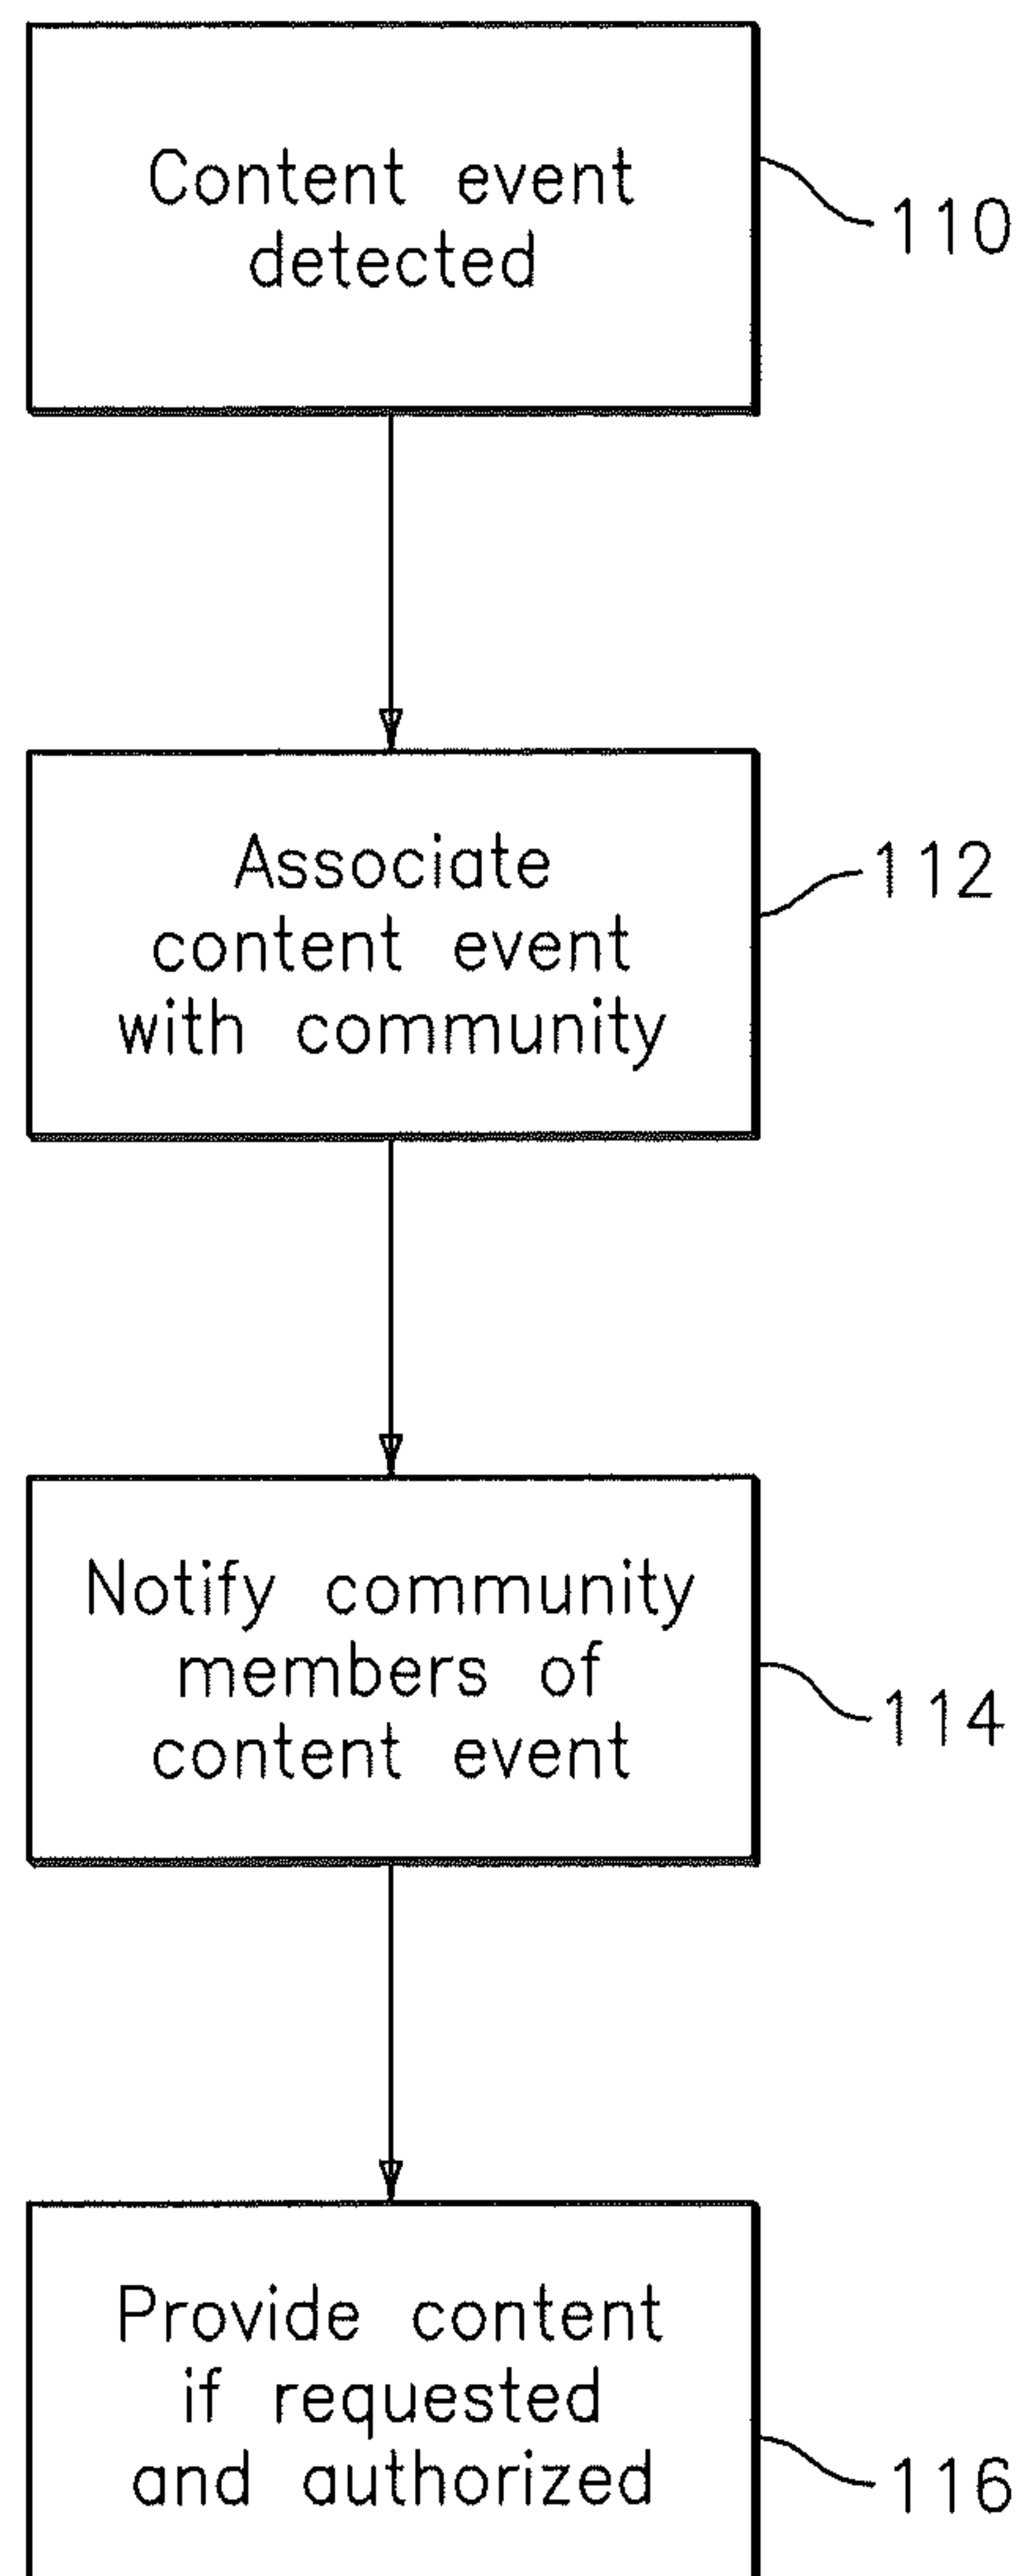 Content event
detected
110
Associate
content event
with community
112
Notify community
members of
content event
114
Provide content
if requested
and authorized
116